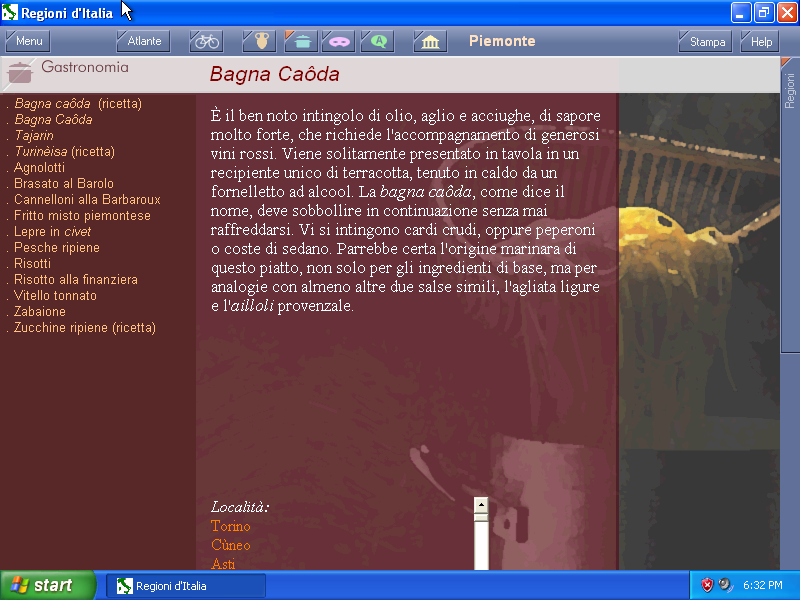 Regioni d'Italia
Menu
Atlante
A
Piemonte
Stampa
Help
Gastronomia
Bagna Caôda
Regioni
. Bagna caôda (ricetta)
. Bagna Caôda
. Tajarin
. Turinèisa (ricetta)
. Agnolotti
. Brasato al Barolo
. Cannelloni alla Barbaroux
. Fritto misto piemontese
. Lepre in civet
. Pesche ripiene
. Risotti
. Risotto alla finanziera
. Vitello tonnato
. Zabaione
. Zucchine ripiene (ricetta)
È il ben noto intingolo di olio, aglio e acciughe, di sapore
molto forte, che richiede l'accompagnamento di generosi
vini rossi. Viene solitamente presentato in tavola in un
recipiente unico di terracotta, tenuto in caldo da un
fornelletto ad alcool. La bagna caôda, come dice il
nome, deve sobbollire in continuazione senza mai
raffreddarsi. Vi si intingono cardi crudi, oppure peperoni
o coste di sedano. Parrebbe certa l'origine marinara di
questo piatto, non solo per gli ingredienti di base, ma per
analogie con almeno altre due salse simili, l'agliata ligure
e l'ailloli provenzale.
Località:
Torino
Cùneo
Asti
start
Regioni d'Italia
6:32 PM